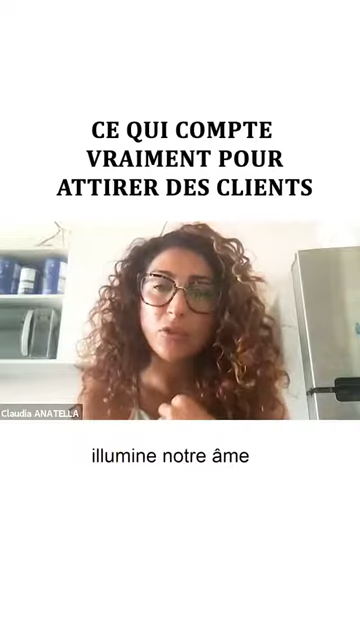 CE QUI COMPTE
VRAIMENT POUR
ATTIRER DES CLIENTS
Claudia ANATELLA
illumine notre âme